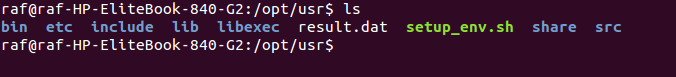 raf@raf-HP-EliteBook-840-G2:/opt/usr$ ls
bin etc include lib libexec result.dat setup_env.sh share src
raf@raf-HP-EliteBook-840-G2:/opt/usr$